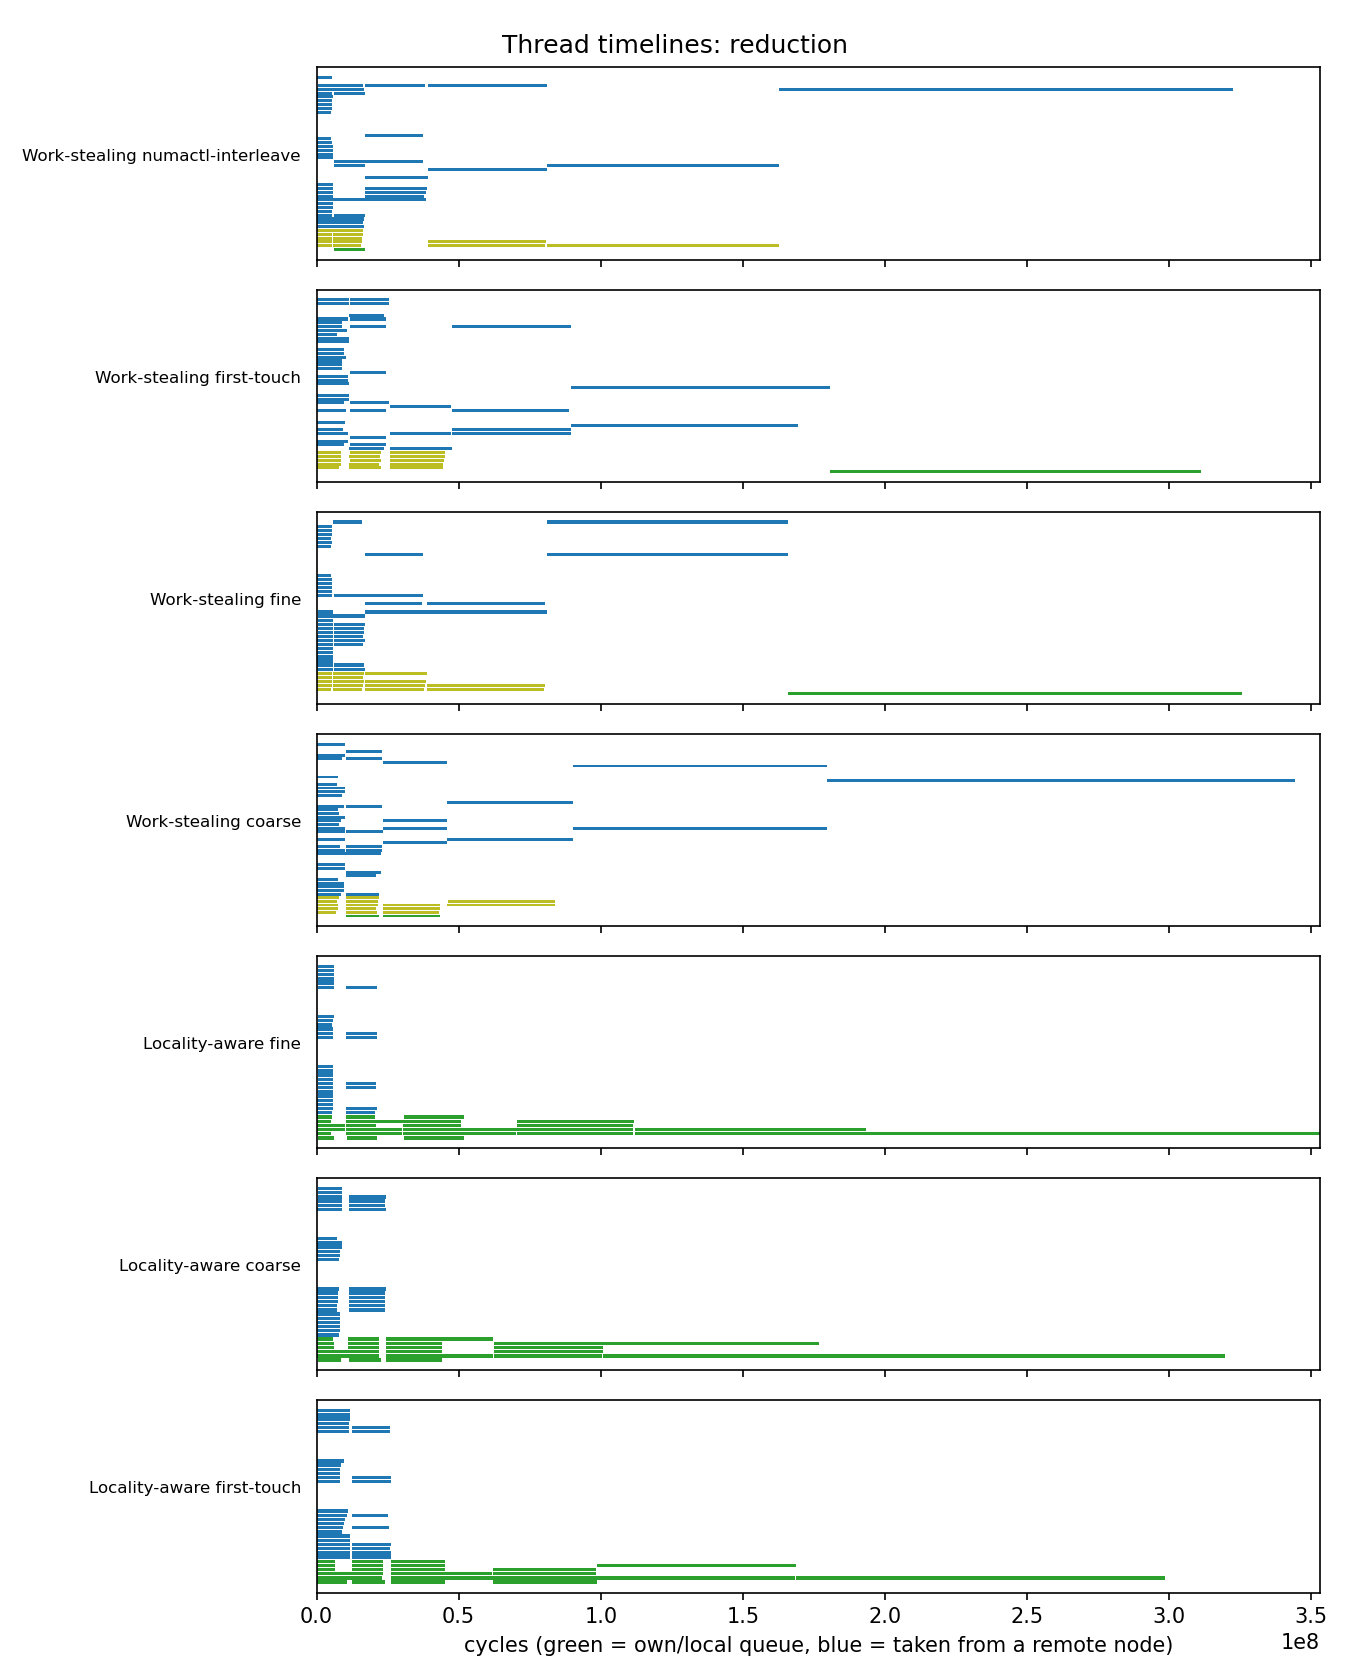 Thread timelines: reduction
Work-stealing numactl-interleave
Work-stealing first-touch
Work-stealing fine
Work-stealing coarse
Locality-aware fine
Locality-aware coarse
Locality-aware first-touch
0.0 0.5 1.0 1.5 2.0 2.5 3.0 3.5
cycles (green = own/local queue, blue = taken from a remote node)
1e8